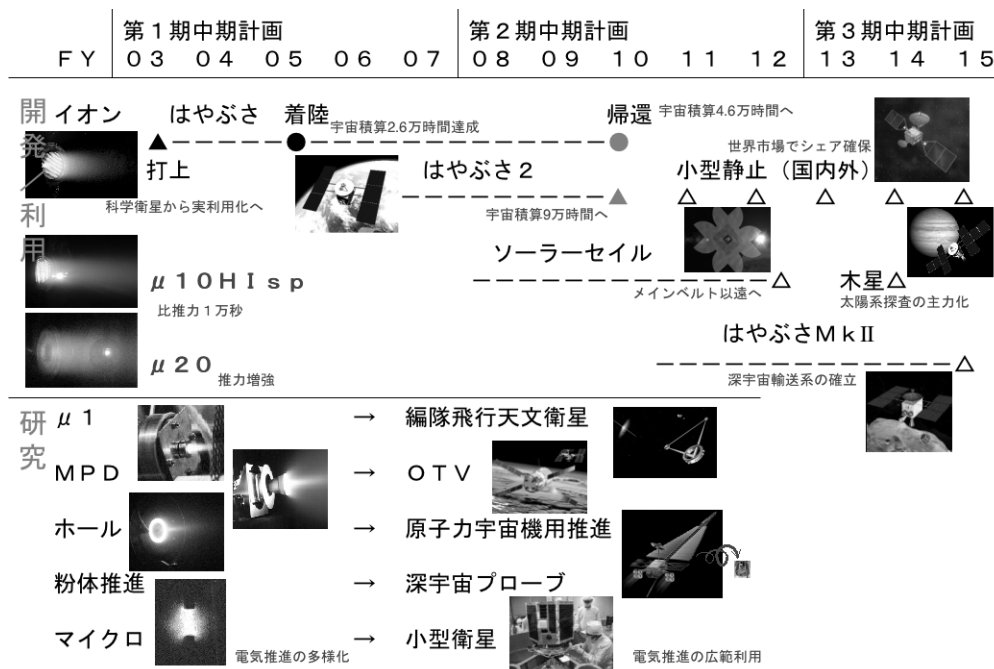 第1期中期計画 第2期中期計画 第3期中期計画
ＦＹ ０３ ０４ ０５ ０６ ０７ ０８ ０９ １０ １１ １２ １３ １４ １５
開発／利用
イオン はやぶさ 着陸 帰還 宇宙積算4.6万時間へ
宇宙積算2.6万時間達成
世界市場でシェア確保
打上 はやぶさ２ 小型静止（国内外）
科学衛星から実利用化へ 宇宙積算9万時間へ
ソーラーセイル
μ１０ＨＩｓｐ メインベルト以遠へ 木星
比推力１万秒 太陽系探査の主力化
はやぶさＭｋⅡ
μ２０ 推力増強 深宇宙輸送系の確立
研究
μ１ → 編隊飛行天文衛星
ＭＰＤ → ＯＴＶ
ホール → 原子力宇宙機用推進
粉体推進 → 深宇宙プローブ
マイクロ → 小型衛星
電気推進の多様化 電気推進の広範利用